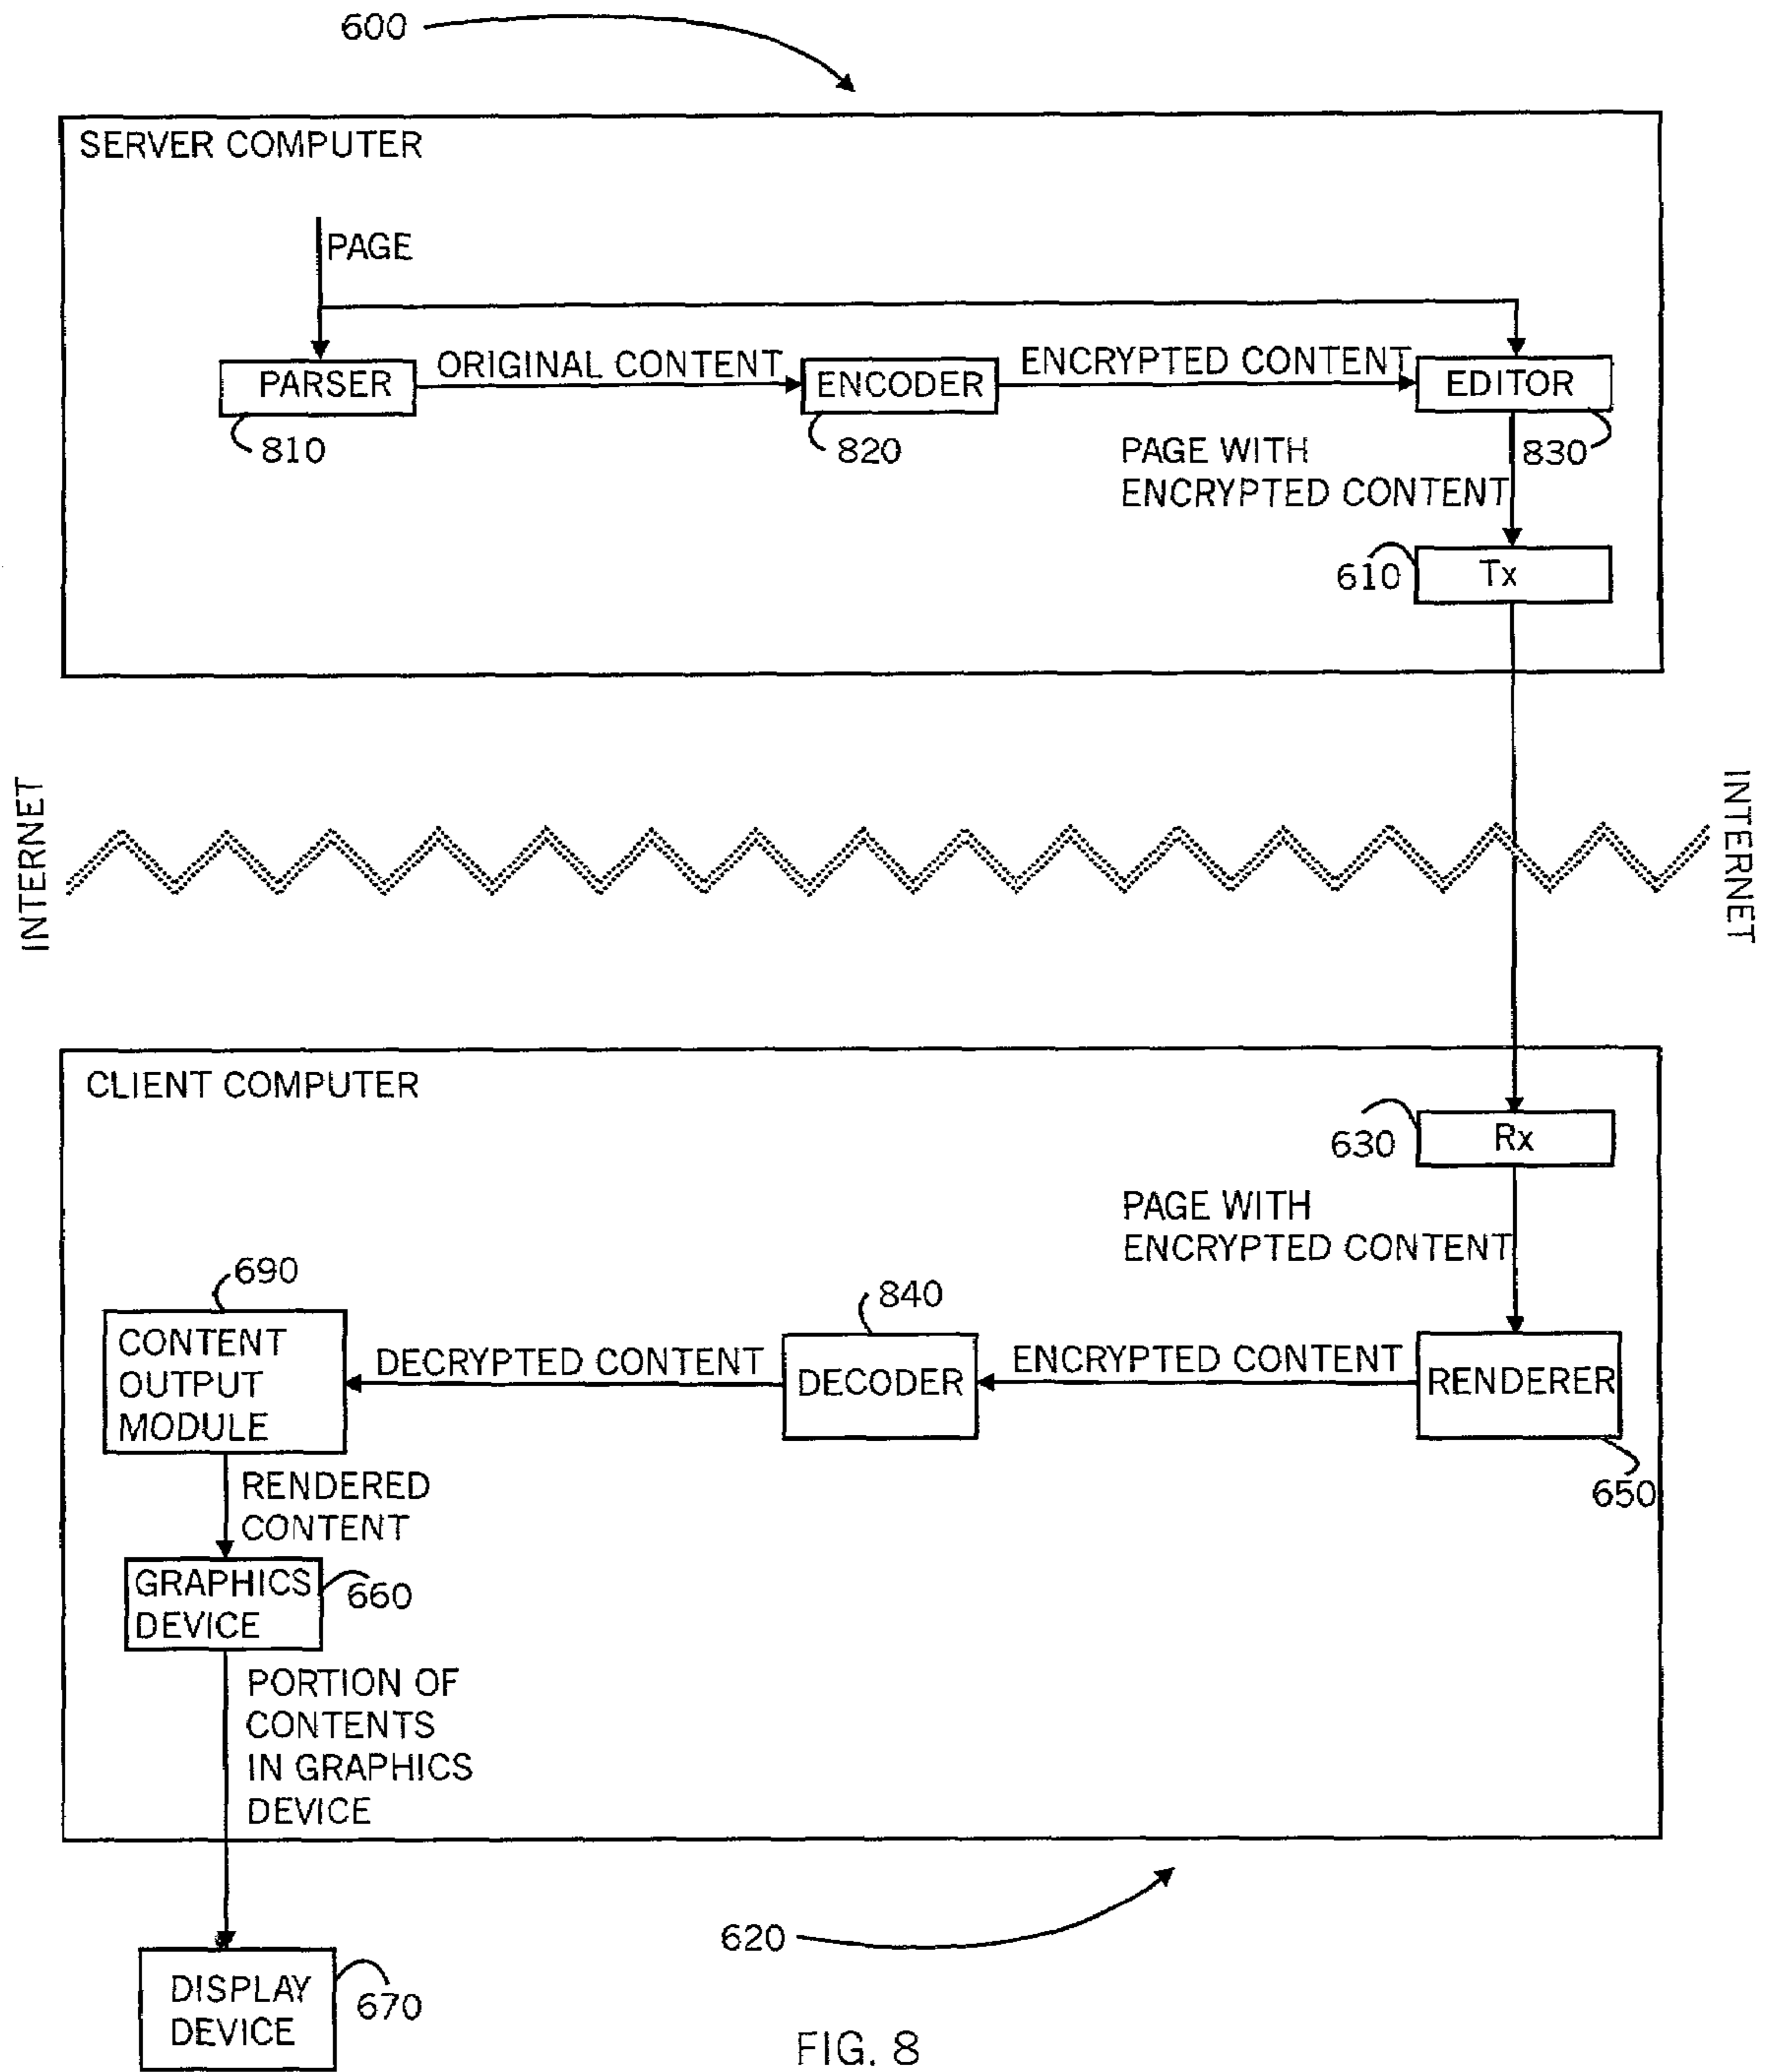 600
SERVER COMPUTER
PAGE
PARSER
ORIGINAL CONTENT
ENCODER
ENCRYPTED CONTENT
EDITOR
810
820
830
PAGE WITH
ENCRYPTED CONTENT
610
Tx
INTERNET
INTERNET
CLIENT COMPUTER
630
Rx
PAGE WITH
ENCRYPTED CONTENT
690
840
CONTENT
OUTPUT
MODULE
DECRYPTED CONTENT
DECODER
ENCRYPTED CONTENT
RENDERER
650
RENDERED
CONTENT
GRAPHICS
DEVICE
660
PORTION OF
CONTENTS
IN GRAPHICS
DEVICE
620
DISPLAY
DEVICE
670
FIG. 8